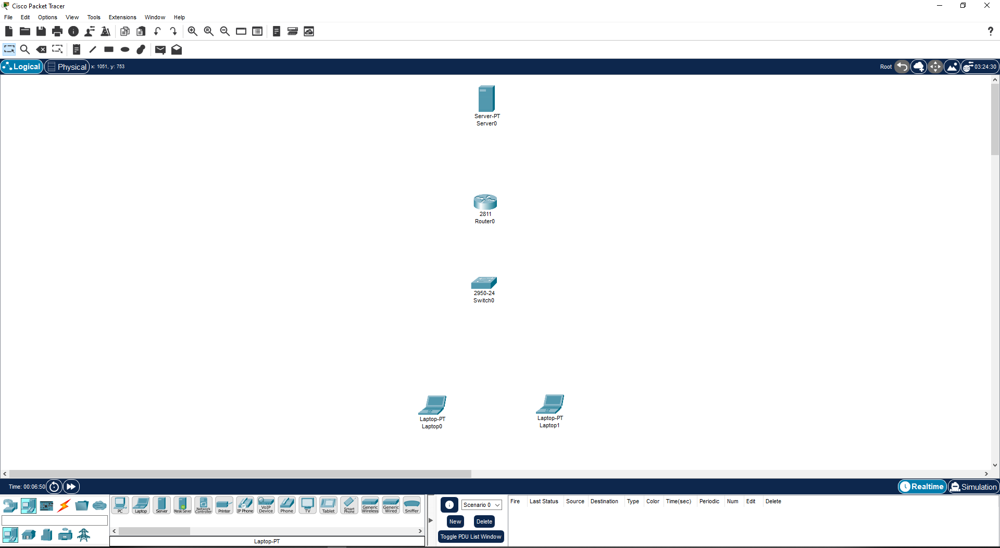 Cisco Packet Tracer
File Edit Options View Tools Extensions Window Help
?
Logical Physical x: 1051, y: 753 Root 03:24:30
Server-PT
Server0
2811
Router0
2950-24
Switch0
Laptop-PT
Laptop0
Laptop-PT
Laptop1
Time: 00:06:50 Realtime Simulation
PC Laptop Server Meraki Server Network Controller Printer IP Phone VoIP Device Phone TV Tablet Smart Phone Generic Wireless Generic Wired Sniffer
Laptop-PT
Scenario 0
New Delete
Toggle PDU List Window
Fire Last Status Source Destination Type Color Time(sec) Periodic Num Edit Delete